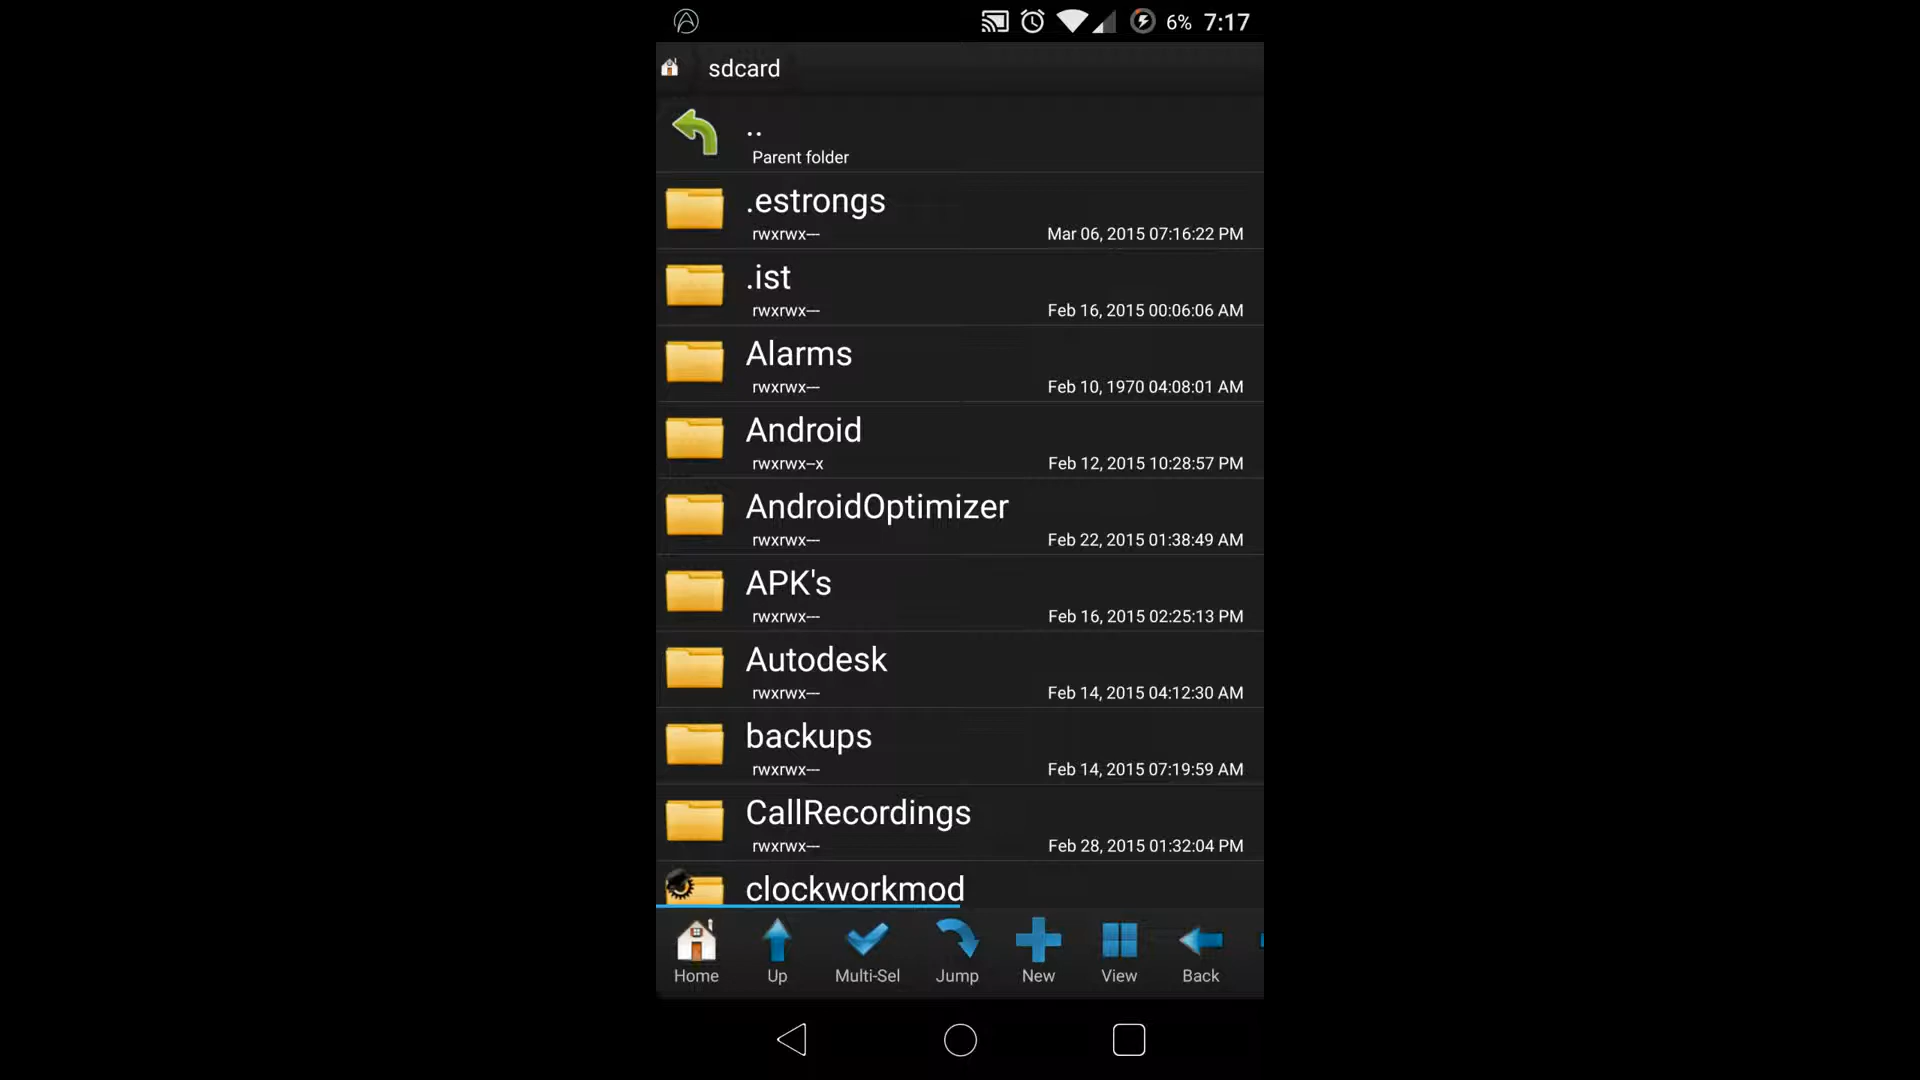 6% 7:17
sdcard
..
Parent folder
.estrongs
rwxrwx--- Mar 06, 2015 07:16:22 PM
.ist
rwxrwx--- Feb 16, 2015 00:06:06 AM
Alarms
rwxrwx--- Feb 10, 1970 04:08:01 AM
Android
rwxrwx--x Feb 12, 2015 10:28:57 PM
AndroidOptimizer
rwxrwx--- Feb 22, 2015 01:38:49 AM
APK's
rwxrwx--- Feb 16, 2015 02:25:13 PM
Autodesk
rwxrwx--- Feb 14, 2015 04:12:30 AM
backups
rwxrwx--- Feb 14, 2015 07:19:59 AM
CallRecordings
rwxrwx--- Feb 28, 2015 01:32:04 PM
clockworkmod
Home Up Multi-Sel Jump New View Back